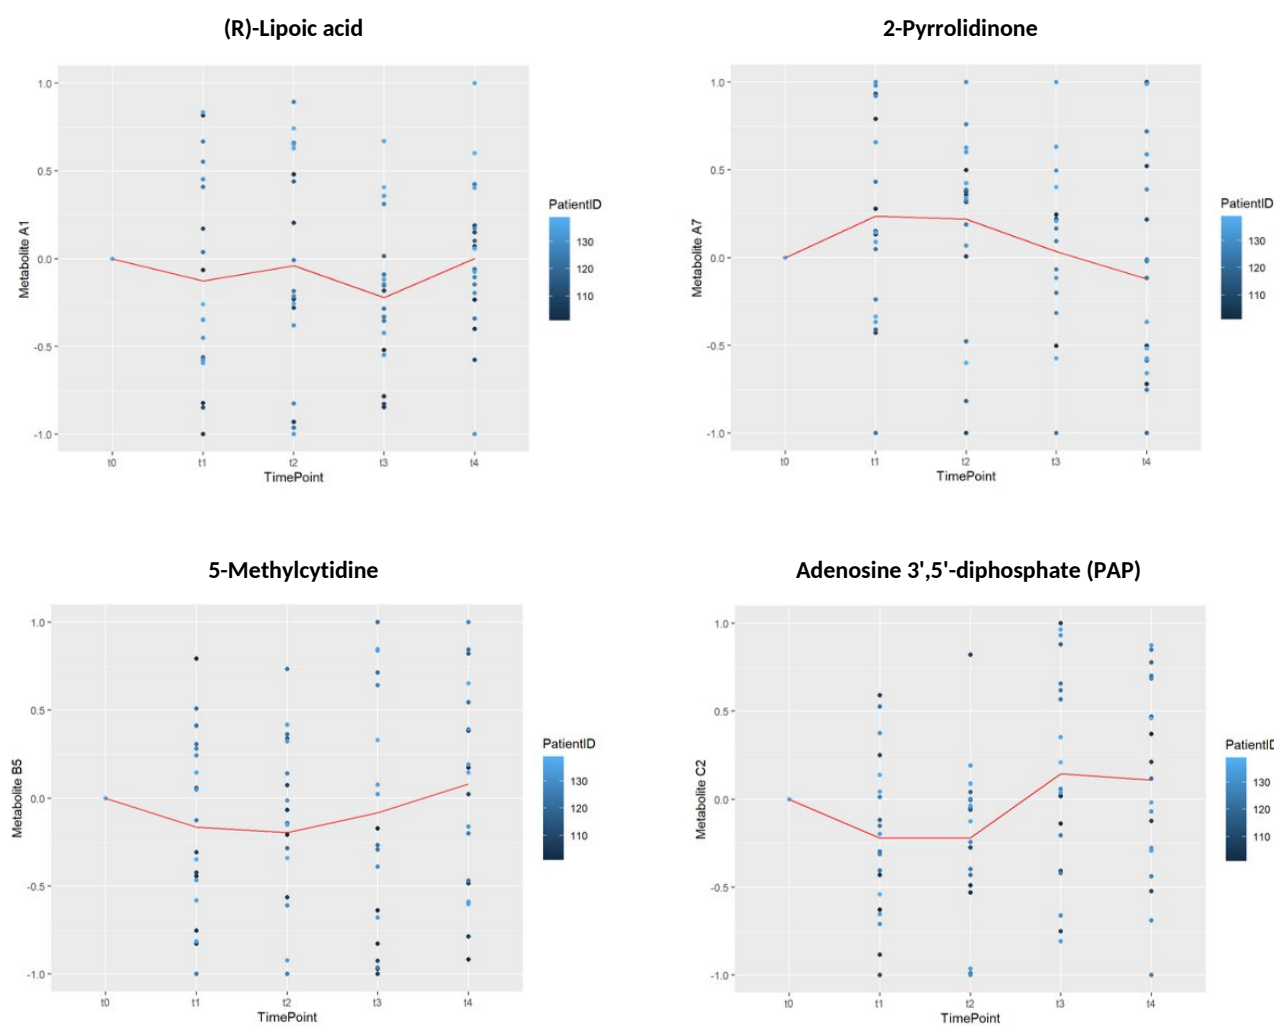 (R)-Lipoic acid
1.0
0.5
0.0
-0.5
-1.0
Metabolite A1
t0 t1 t2 t3 t4
TimePoint
PatientID
130
120
110
2-Pyrrolidinone
1.0
0.5
0.0
-0.5
-1.0
Metabolite A7
t0 t1 t2 t3 t4
TimePoint
PatientID
130
120
110
5-Methylcytidine
1.0
0.5
0.0
-0.5
-1.0
Metabolite B5
t0 t1 t2 t3 t4
TimePoint
PatientID
130
120
110
Adenosine 3',5'-diphosphate (PAP)
1.0
0.5
0.0
-0.5
-1.0
Metabolite C2
t0 t1 t2 t3 t4
TimePoint
PatientID
130
120
110